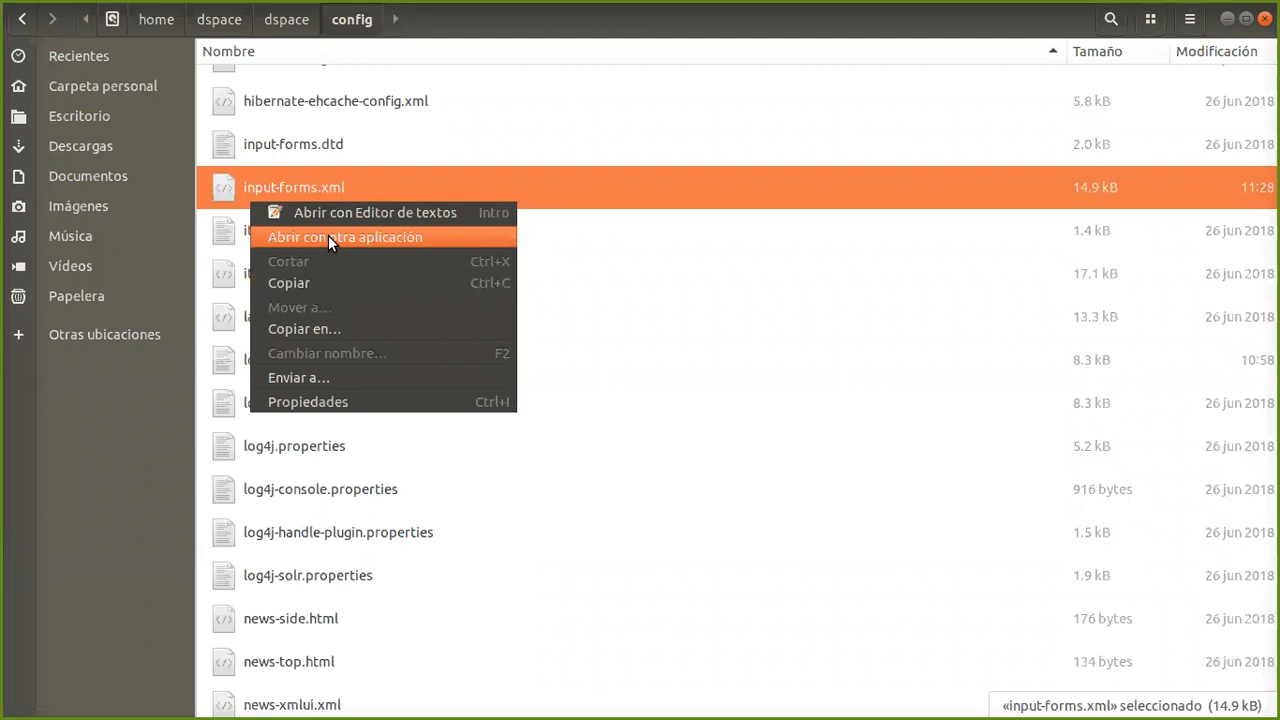 home dspace dspace config
Recientes
Carpeta personal
Escritorio
Descargas
Documentos
Imágenes
Música
Vídeos
Papelera
Otras ubicaciones
Nombre Tamaño Modificación
hibernate-ehcache-config.xml 5.8 kB 26 jun 2018
input-forms.dtd 2.0 kB 26 jun 2018
input-forms.xml 14.9 kB 11:28
1.4 kB 26 jun 2018
17.1 kB 26 jun 2018
13.3 kB 26 jun 2018
8.3 kB 10:58
8.3 kB 26 jun 2018
Abrir con Editor de textos Intro
Abrir con otra aplicación
Cortar Ctrl+X
Copiar Ctrl+C
Mover a...
Copiar en...
Cambiar nombre... F2
Enviar a...
Propiedades Ctrl+I
log4j.properties 5.2 kB 26 jun 2018
log4j-console.properties 918 bytes 26 jun 2018
log4j-handle-plugin.properties 2.0 kB 26 jun 2018
log4j-solr.properties 1.9 kB 26 jun 2018
news-side.html 176 bytes 26 jun 2018
news-top.html 134 bytes 26 jun 2018
news-xmlui.xml
«input-forms.xml» seleccionado (14.9 kB)